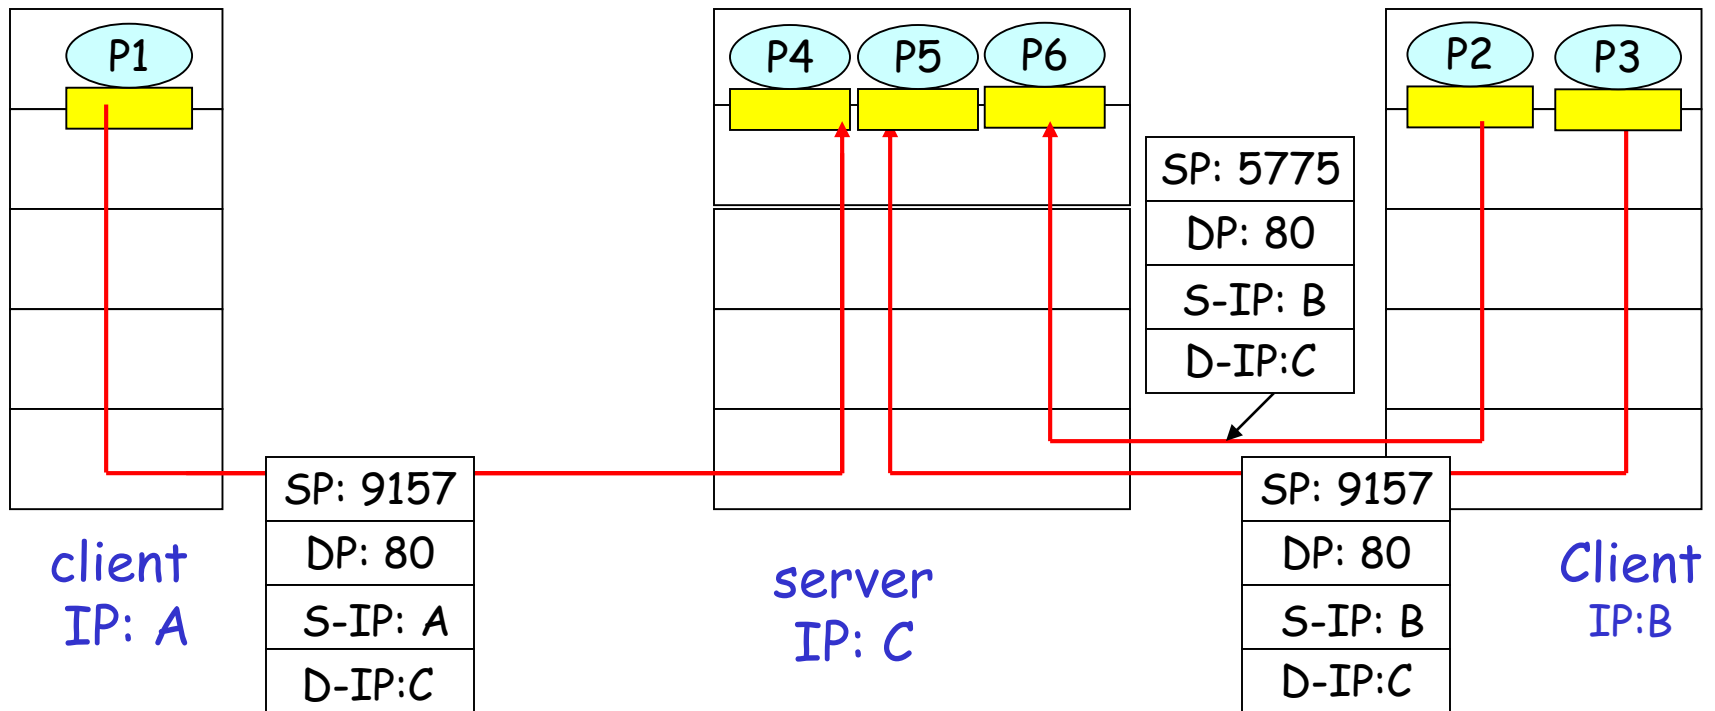 P1
P4
P5
P6
P2
P3
SP: 5775
DP: 80
S-IP: B
D-IP:C
SP: 9157
DP: 80
S-IP: A
D-IP:C
SP: 9157
DP: 80
S-IP: B
D-IP:C
client
IP: A
server
IP: C
Client
IP:B